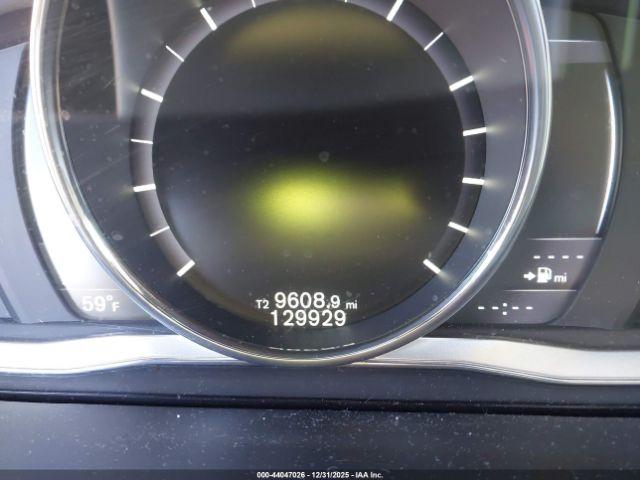 - - - -
→ mi
59°F
T2 9608.9 mi
--:--
129929
000-44047026 - 12/31/2025 - IAA Inc.